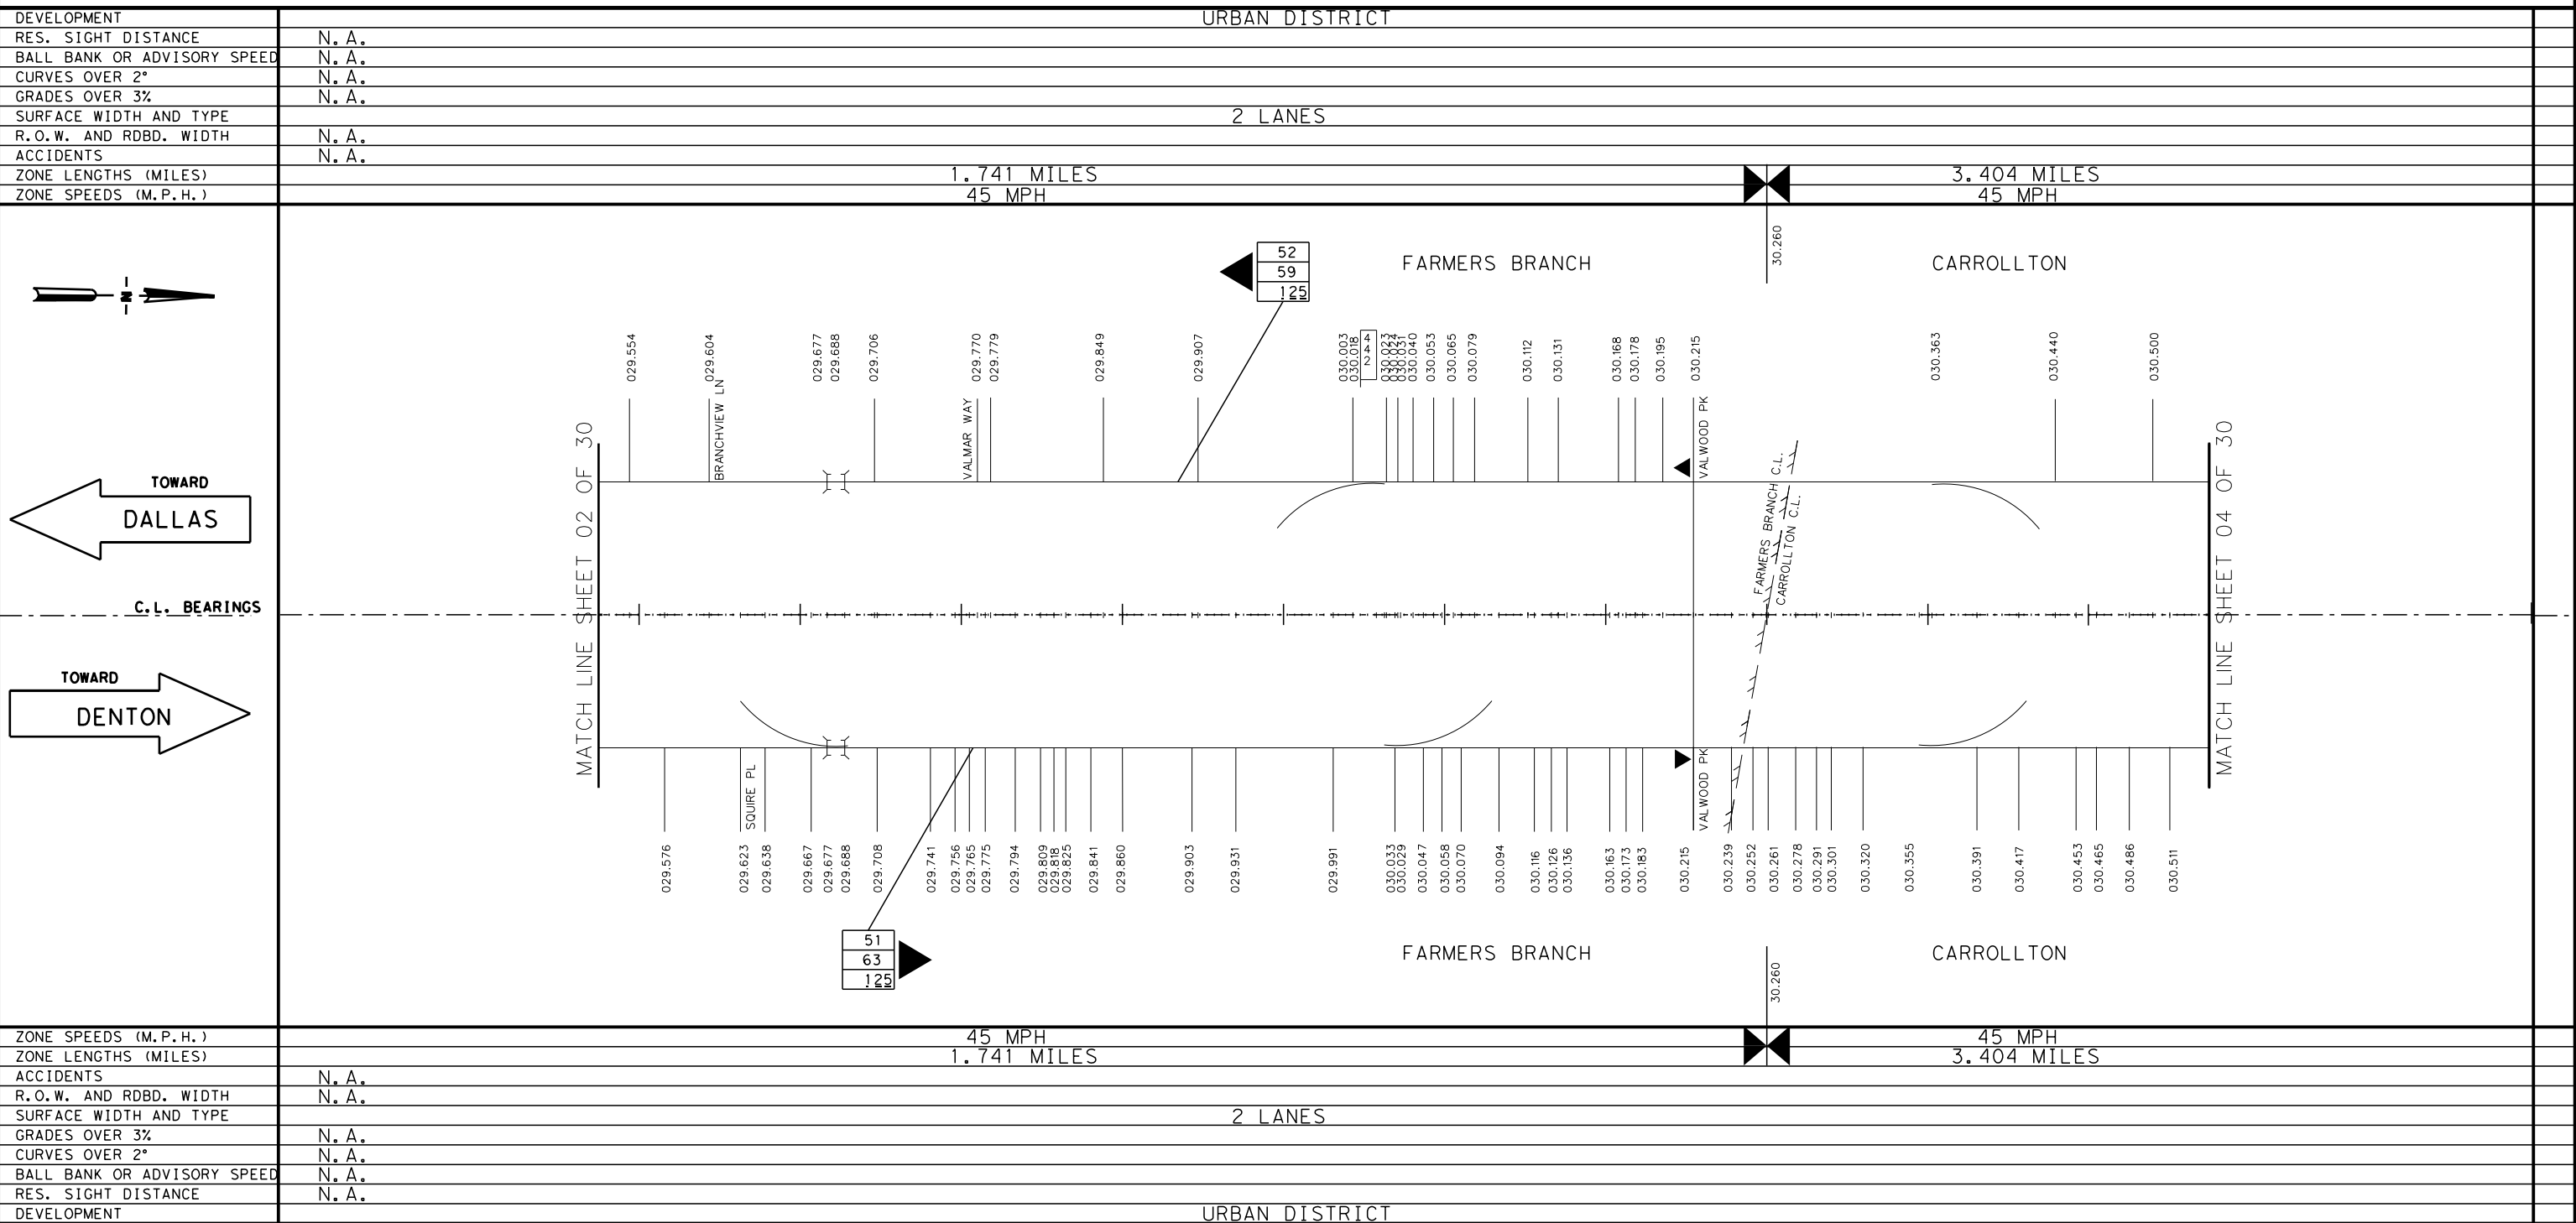 DEVELOPMENT URBAN DISTRICT
RES. SIGHT DISTANCE N.A.
BALL BANK OR ADVISORY SPEED N.A.
CURVES OVER 2° N.A.
GRADES OVER 3% N.A.
SURFACE WIDTH AND TYPE 2 LANES
R.O.W. AND RDBD. WIDTH N.A.
ACCIDENTS N.A.
ZONE LENGTHS (MILES) 1.741 MILES 3.404 MILES
ZONE SPEEDS (M.P.H.) 45 MPH 45 MPH
N
52
59
125
FARMERS BRANCH
30.260
CARROLLTON
029.554
029.604
029.677
029.688
029.706
029.770
029.779
029.849
029.907
030.003
030.018
442
030.023
030.024
030.031
030.040
030.053
030.065
030.079
030.112
030.131
030.168
030.178
030.195
030.215
030.363
030.440
030.500
BRANCHVIEW LN
VALMAR WAY
VALWOOD PK
TOWARD
DALLAS
C.L. BEARINGS
TOWARD
DENTON
MATCH LINE SHEET 02 OF 30
FARMERS BRANCH C.L.
CARROLLTON C.L.
MATCH LINE SHEET 04 OF 30
SQUIRE PL
VALWOOD PK
029.576
029.623
029.638
029.667
029.677
029.688
029.708
029.741
029.756
029.765
029.775
029.794
029.809
029.818
029.825
029.841
029.860
029.903
029.931
029.991
030.033
030.029
030.047
030.058
030.070
030.094
030.116
030.126
030.136
030.163
030.173
030.183
030.215
030.239
030.252
030.261
030.278
030.291
030.301
030.320
030.355
030.391
030.417
030.453
030.465
030.486
030.511
51
63
125
FARMERS BRANCH
30.260
CARROLLTON
ZONE SPEEDS (M.P.H.) 45 MPH 45 MPH
ZONE LENGTHS (MILES) 1.741 MILES 3.404 MILES
ACCIDENTS N.A.
R.O.W. AND RDBD. WIDTH N.A.
SURFACE WIDTH AND TYPE 2 LANES
GRADES OVER 3% N.A.
CURVES OVER 2° N.A.
BALL BANK OR ADVISORY SPEED N.A.
RES. SIGHT DISTANCE N.A.
DEVELOPMENT URBAN DISTRICT